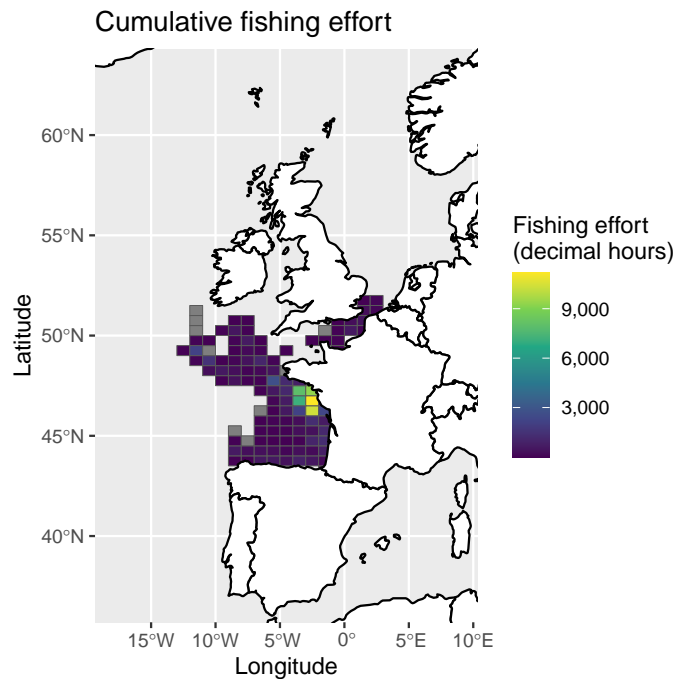 Cumulative fishing effort
60°N
55°N
50°N
45°N
40°N
Latitude
15°W
10°W
5°W
0°
5°E
10°E
Longitude
Fishing effort
(decimal hours)
9,000
6,000
3,000